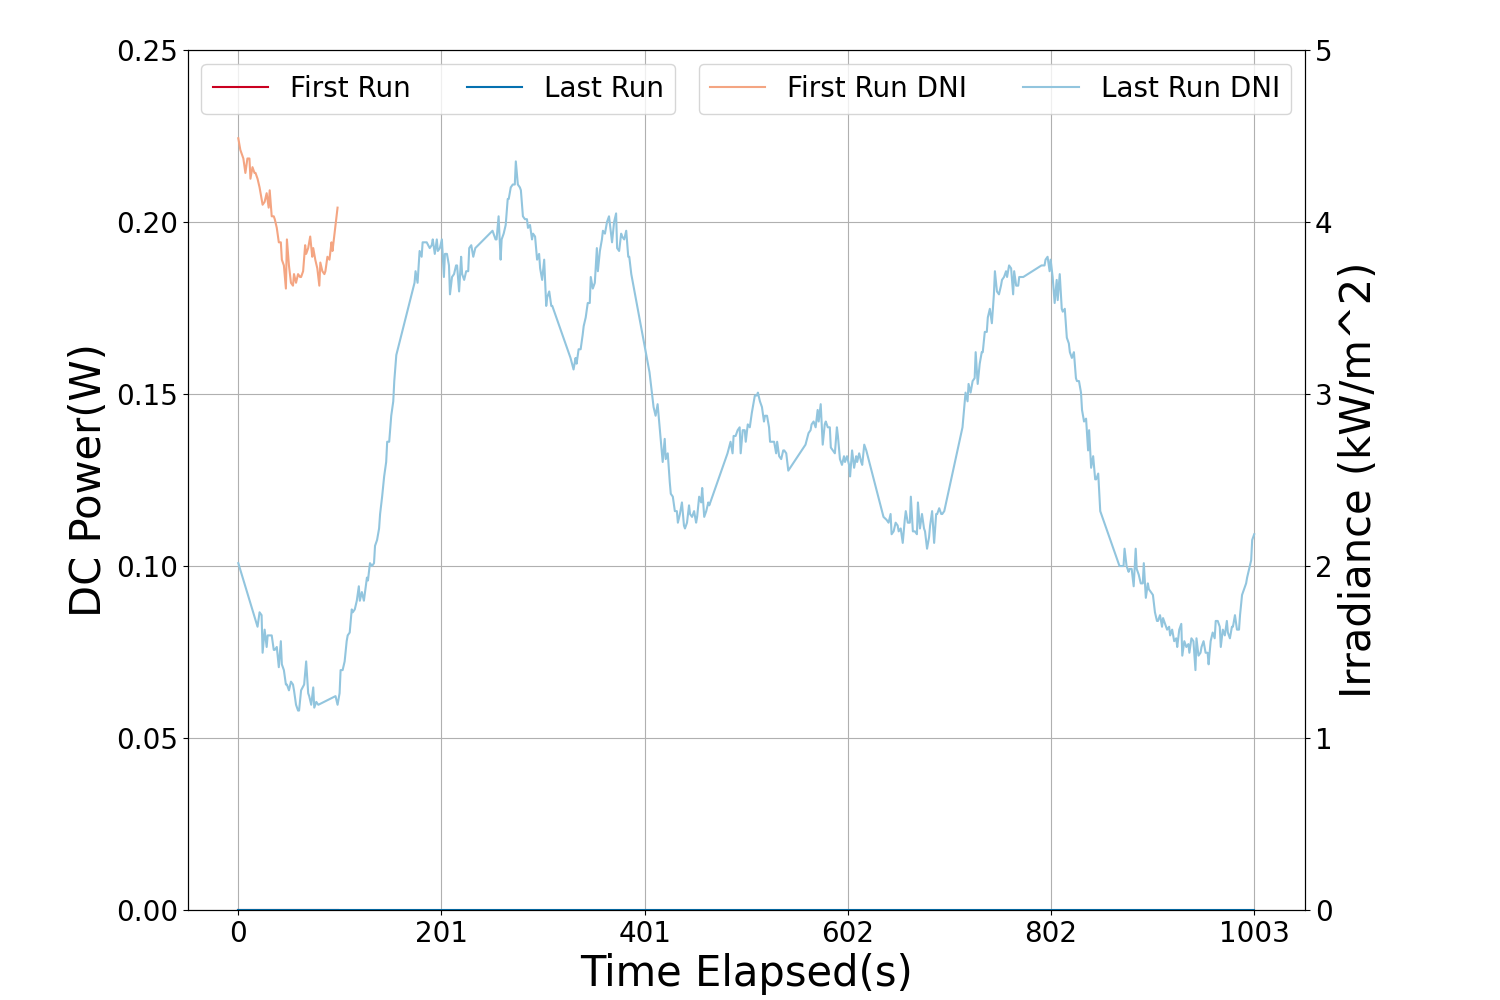 First Run
Last Run
First Run DNI
Last Run DNI
DC Power(W)
0.25
0.20
0.15
0.10
0.05
0.00
5
4
3
2
1
0
Irradiance (kW/m^2)
0 201 401 602 802 1003
Time Elapsed(s)